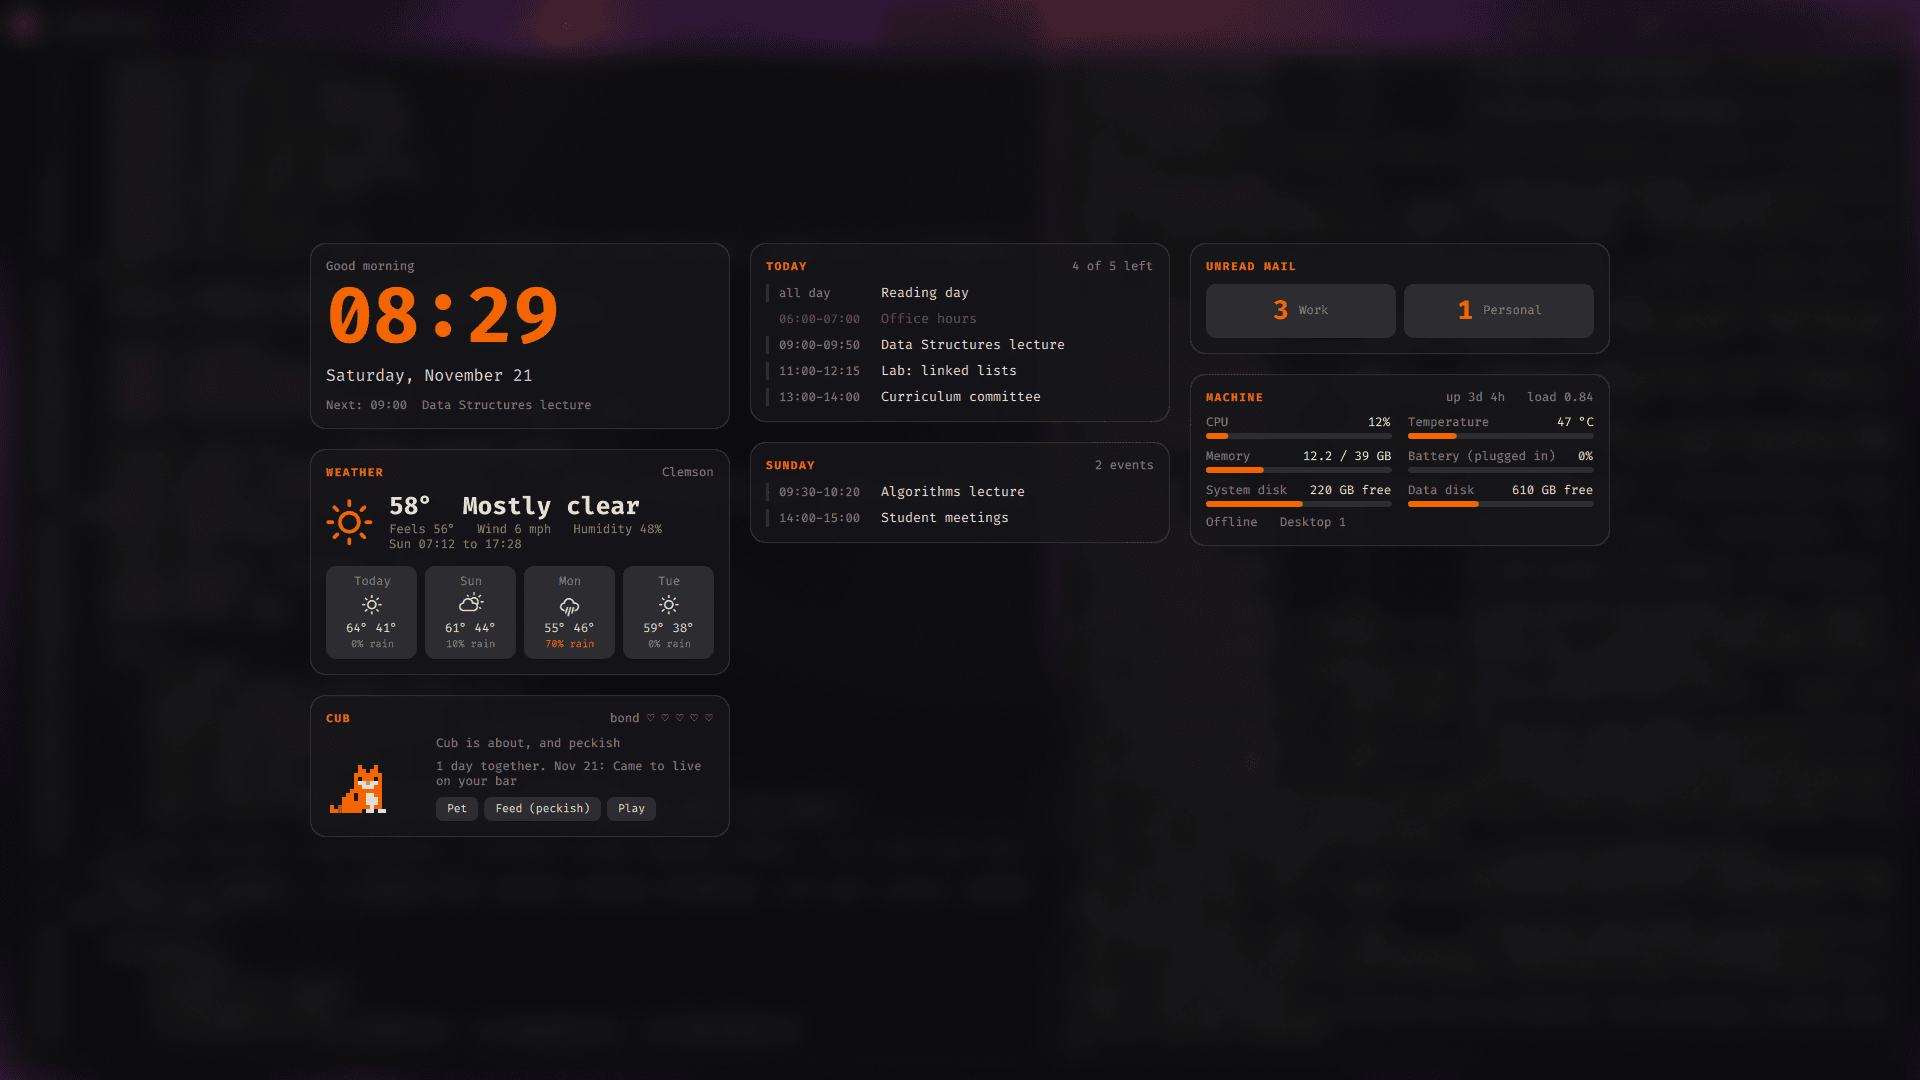 Good morning
08:29
Saturday, November 21
Next: 09:00 Data Structures lecture
WEATHER Clemson
58° Mostly clear
Feels 56° Wind 6 mph Humidity 48%
Sun 07:12 to 17:28
Today Sun Mon Tue
64° 41° 61° 44° 55° 46° 59° 38°
0% rain 10% rain 70% rain 0% rain
CUB bond ♡ ♡ ♡ ♡ ♡
Cub is about, and peckish
1 day together. Nov 21: Came to live
on your bar
Pet Feed (peckish) Play
TODAY 4 of 5 left
all day Reading day
06:00–07:00 Office hours
09:00–09:50 Data Structures lecture
11:00–12:15 Lab: linked lists
13:00–14:00 Curriculum committee
SUNDAY 2 events
09:30–10:20 Algorithms lecture
14:00–15:00 Student meetings
UNREAD MAIL
3 Work 1 Personal
MACHINE up 3d 4h load 0.84
CPU 12% Temperature 47 °C
Memory 12.2 / 39 GB Battery (plugged in) 0%
System disk 220 GB free Data disk 610 GB free
Offline Desktop 1